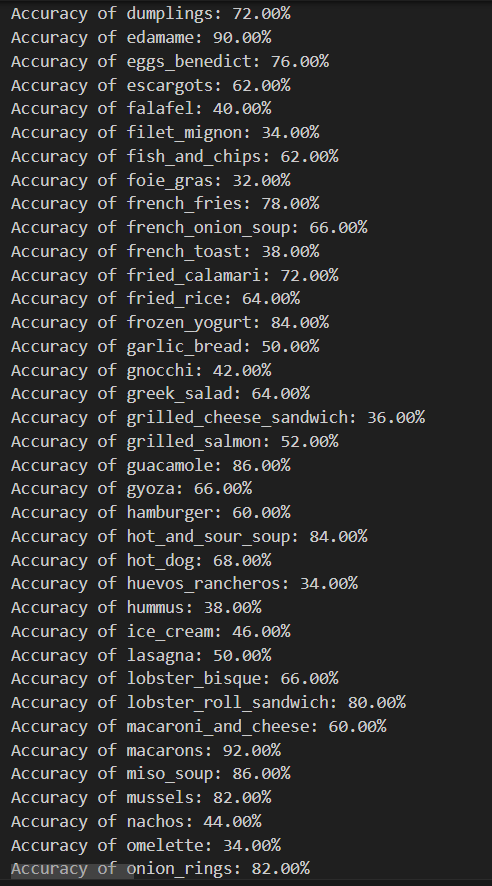 Accuracy of dumplings: 72.00%
Accuracy of edamame: 90.00%
Accuracy of eggs_benedict: 76.00%
Accuracy of escargots: 62.00%
Accuracy of falafel: 40.00%
Accuracy of filet_mignon: 34.00%
Accuracy of fish_and_chips: 62.00%
Accuracy of foie_gras: 32.00%
Accuracy of french_fries: 78.00%
Accuracy of french_onion_soup: 66.00%
Accuracy of french_toast: 38.00%
Accuracy of fried_calamari: 72.00%
Accuracy of fried_rice: 64.00%
Accuracy of frozen_yogurt: 84.00%
Accuracy of garlic_bread: 50.00%
Accuracy of gnocchi: 42.00%
Accuracy of greek_salad: 64.00%
Accuracy of grilled_cheese_sandwich: 36.00%
Accuracy of grilled_salmon: 52.00%
Accuracy of guacamole: 86.00%
Accuracy of gyoza: 66.00%
Accuracy of hamburger: 60.00%
Accuracy of hot_and_sour_soup: 84.00%
Accuracy of hot_dog: 68.00%
Accuracy of huevos_rancheros: 34.00%
Accuracy of hummus: 38.00%
Accuracy of ice_cream: 46.00%
Accuracy of lasagna: 50.00%
Accuracy of lobster_bisque: 66.00%
Accuracy of lobster_roll_sandwich: 80.00%
Accuracy of macaroni_and_cheese: 60.00%
Accuracy of macarons: 92.00%
Accuracy of miso_soup: 86.00%
Accuracy of mussels: 82.00%
Accuracy of nachos: 44.00%
Accuracy of omelette: 34.00%
Accuracy of onion_rings: 82.00%